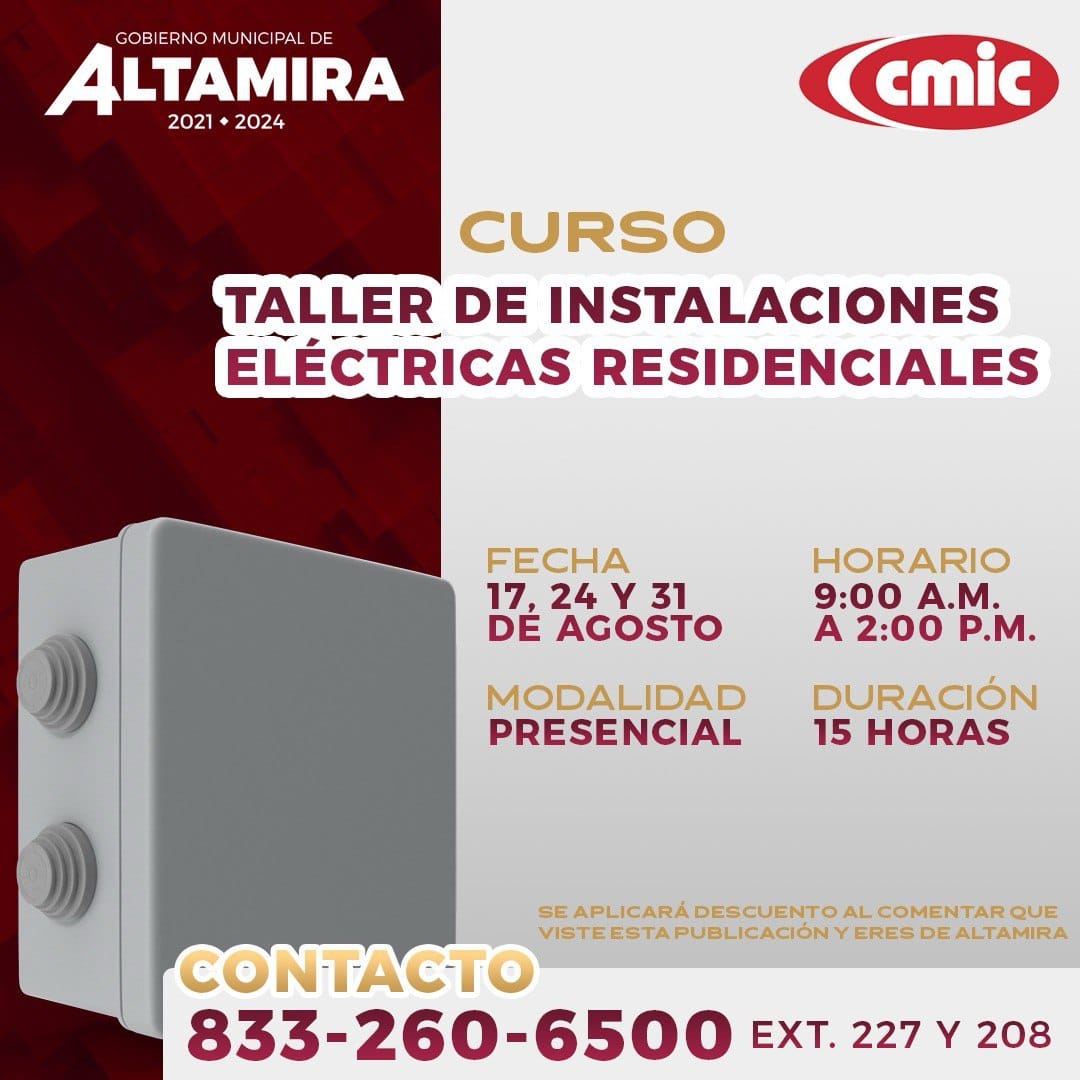 GOBIERNO MUNICIPAL DE
ALTAMIRA
2021 • 2024
cmic
CURSO
TALLER DE INSTALACIONES
ELÉCTRICAS RESIDENCIALES
FECHA
17, 24 Y 31
DE AGOSTO
HORARIO
9:00 A.M.
A 2:00 P.M.
MODALIDAD
PRESENCIAL
DURACIÓN
15 HORAS
SE APLICARÁ DESCUENTO AL COMENTAR QUE
VISTE ESTA PUBLICACIÓN Y ERES DE ALTAMIRA
CONTACTO
833-260-6500 EXT. 227 Y 208